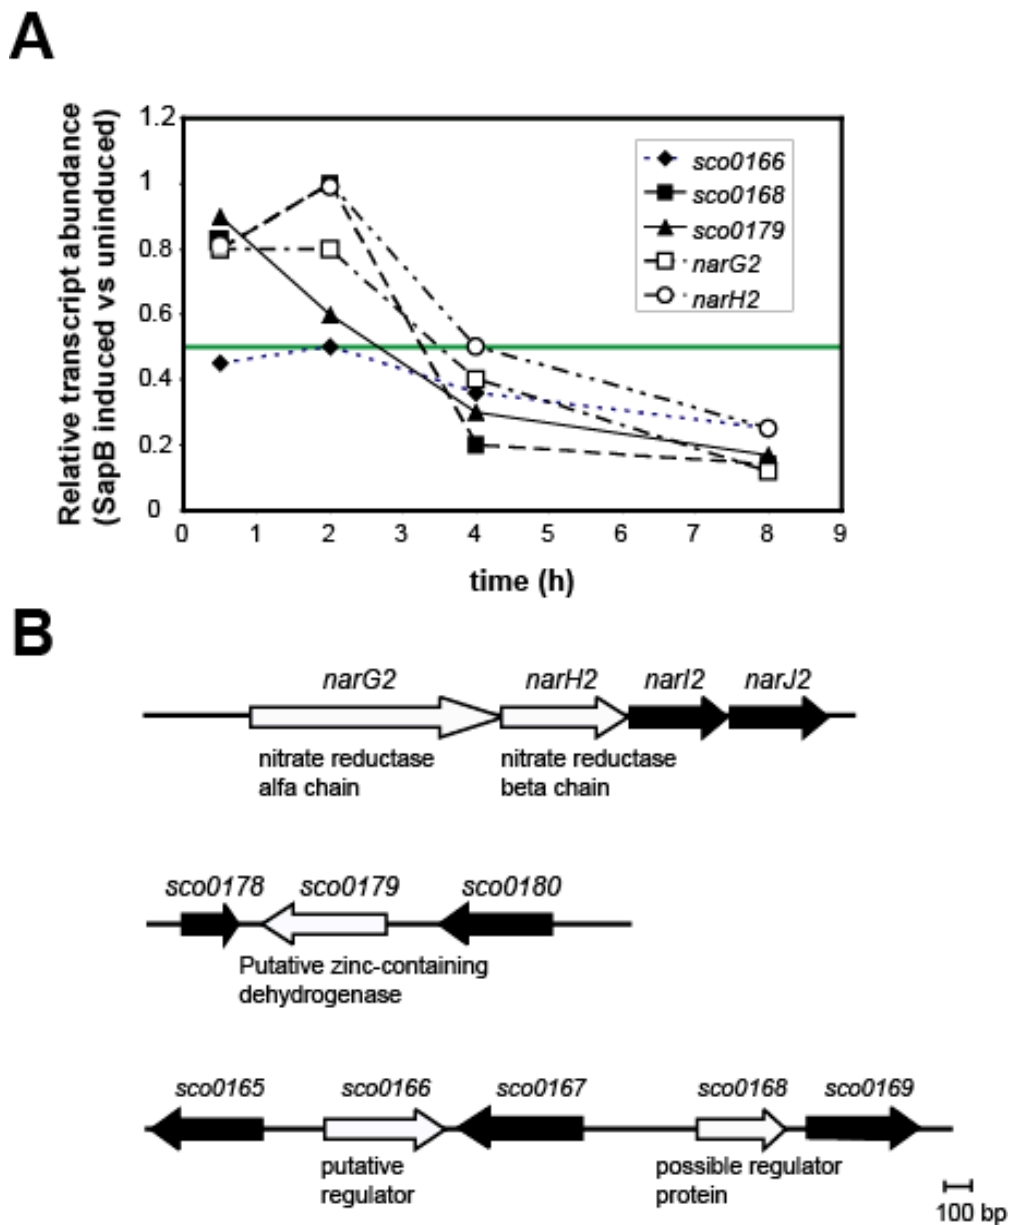 A
Relative transcript abundance
(SapB induced vs uninduced)
1.2
1
0.8
0.6
0.4
0.2
0
0 1 2 3 4 5 6 7 8 9
time (h)
sco0166
sco0168
sco0179
narG2
narH2
B
narG2 narH2 narI2 narJ2
nitrate reductase nitrate reductase
alfa chain beta chain
sco0178 sco0179 sco0180
Putative zinc-containing
dehydrogenase
sco0165 sco0166 sco0167 sco0168 sco0169
putative possible regulator
regulator protein
100 bp